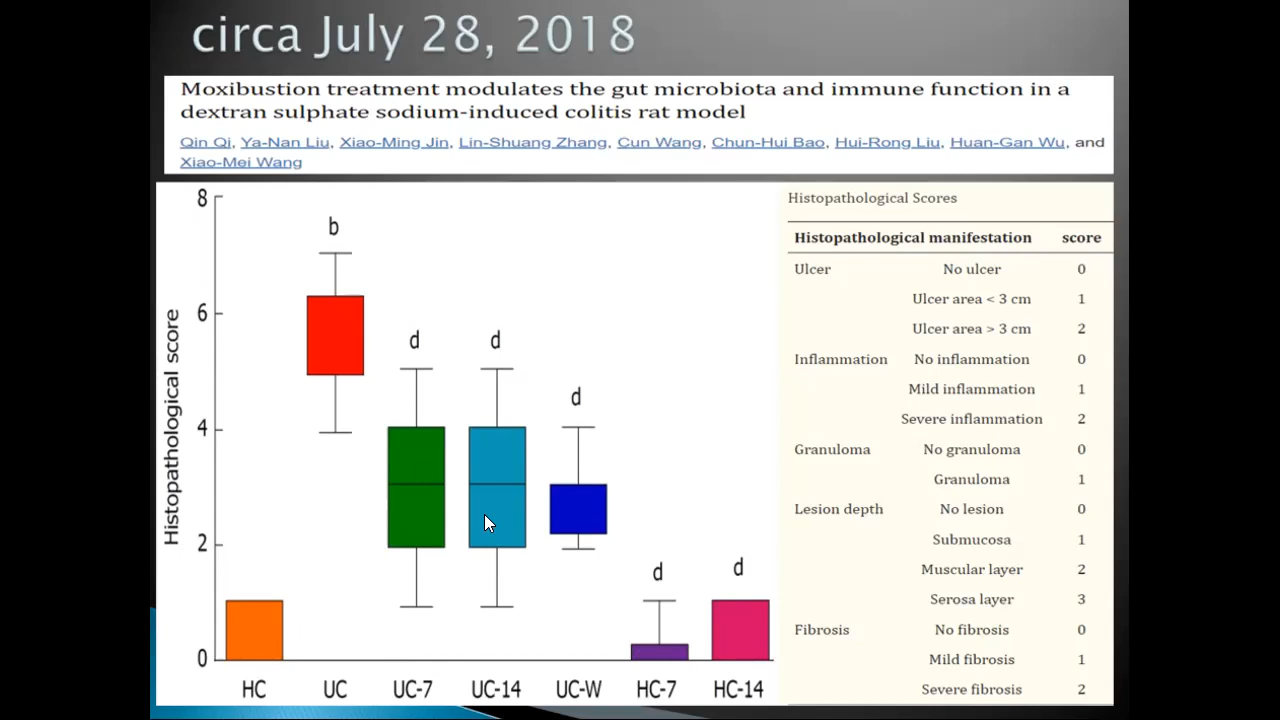 circa July 28, 2018
Moxibustion treatment modulates the gut microbiota and immune function in a
dextran sulphate sodium-induced colitis rat model
Qin Qi, Ya-Nan Liu, Xiao-Ming Jin, Lin-Shuang Zhang, Cun Wang, Chun-Hui Bao, Hui-Rong Liu, Huan-Gan Wu, and
Xiao-Mei Wang
Histopathological score
8
6
4
2
0
b
d
d
d
d
d
HC UC UC-7 UC-14 UC-W HC-7 HC-14
Histopathological Scores
Histopathological manifestation score
Ulcer No ulcer 0
Ulcer area < 3 cm 1
Ulcer area > 3 cm 2
Inflammation No inflammation 0
Mild inflammation 1
Severe inflammation 2
Granuloma No granuloma 0
Granuloma 1
Lesion depth No lesion 0
Submucosa 1
Muscular layer 2
Serosa layer 3
Fibrosis No fibrosis 0
Mild fibrosis 1
Severe fibrosis 2